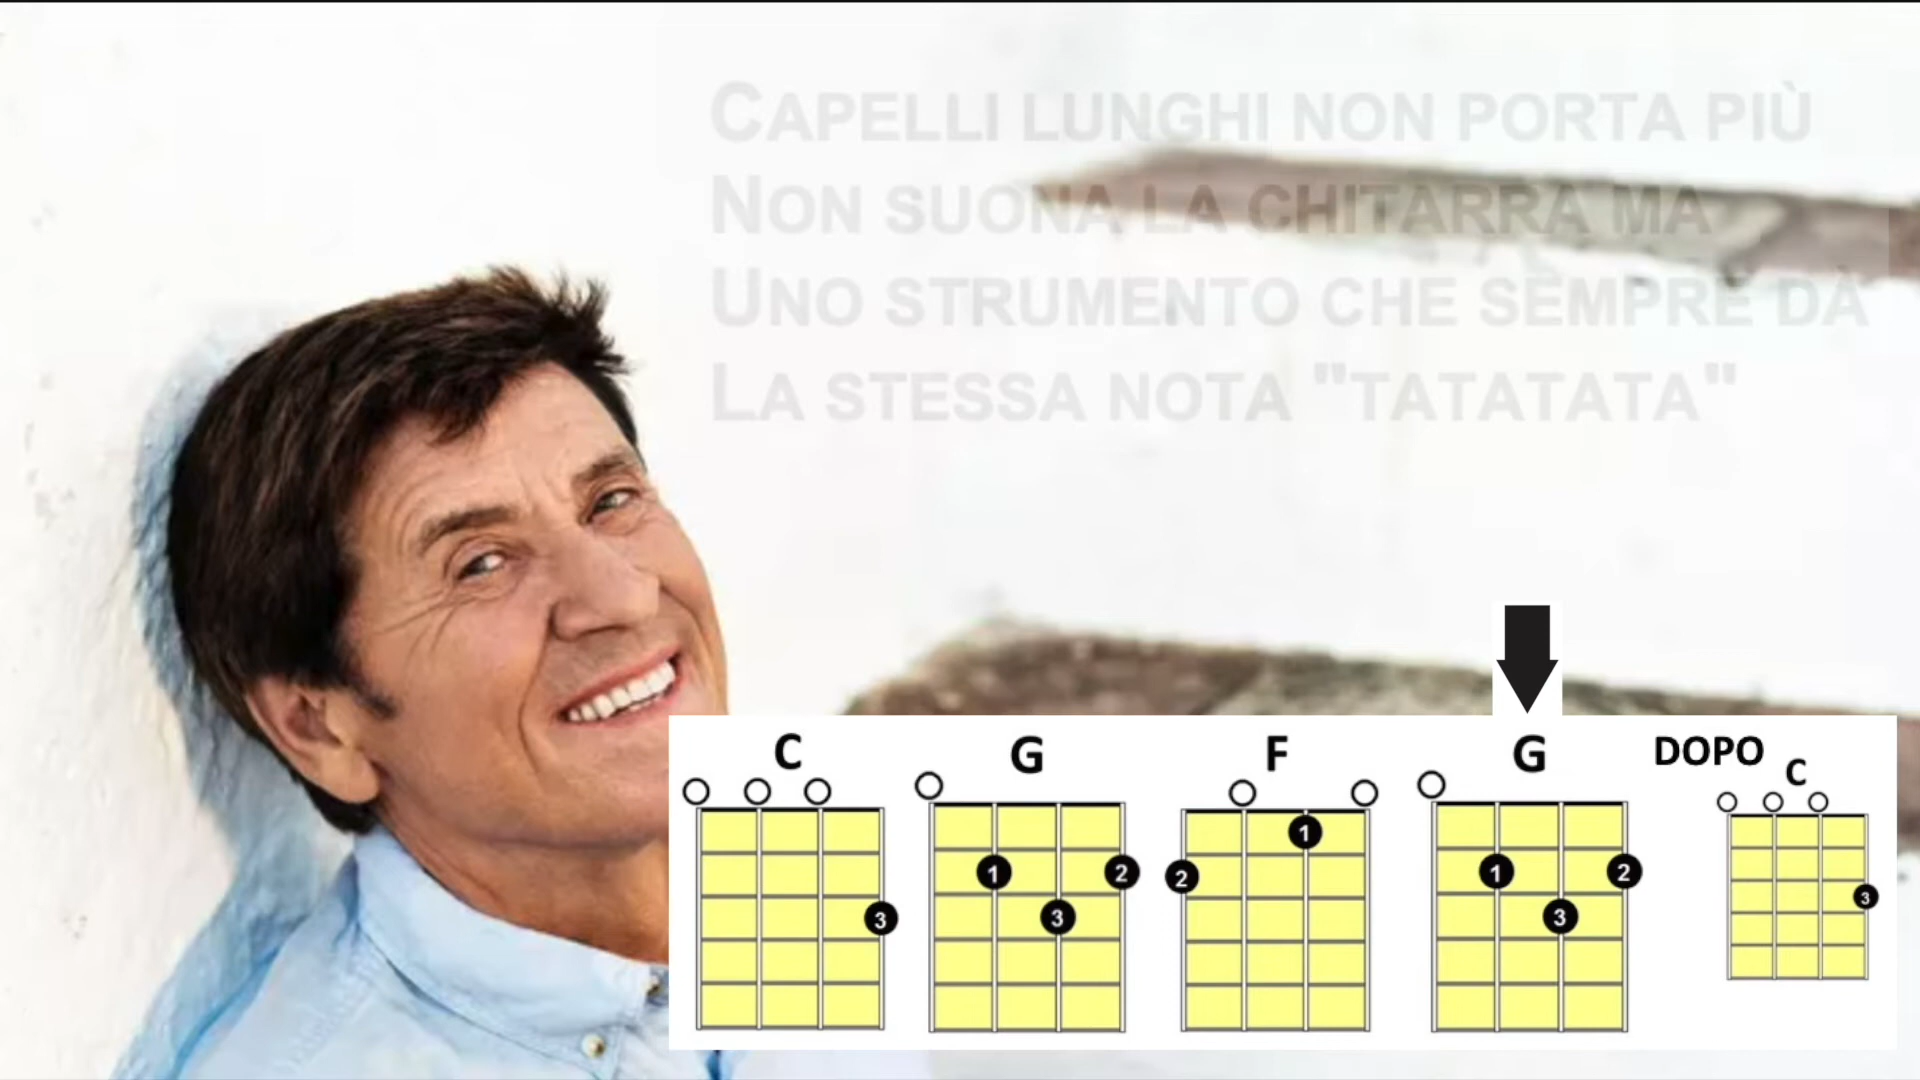 CAPELLI LUNGHI NON PORTA PIÙ
NON SUONA LA CHITARRA MA
UNO STRUMENTO CHE SEMPRE DÀ
LA STESSA NOTA "TATATATA"
C G F G DOPO C
3
1 2 3
2 1
1 2 3
3